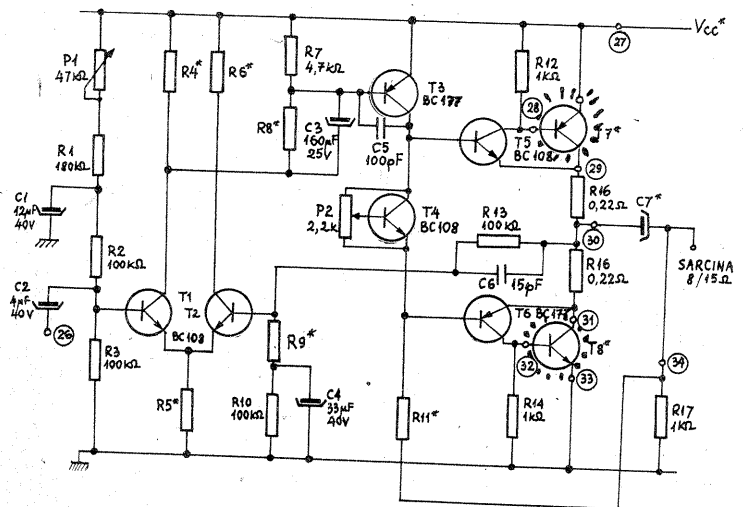 P1
47kΩ
R1
180kΩ
C1
12µF
40V
R2
100kΩ
C2
4µF
40V
26
R3
100kΩ
R4*
R6*
T1
T2
BC108
R5*
R7
4,7kΩ
R8*
C3
160µF
25V
C5
100pF
T3
BC177
P2
2,2k
T4
BC108
R9*
R10
100kΩ
C4
33µF
40V
R11*
R12
1kΩ
28
T5
BC108
T7*
29
27
Vcc*
R16
0,22Ω
R13
100kΩ
C6
15pF
30
C7*
R16
0,22Ω
SARCINA
8/15Ω
T6
31
T8*
32
33
R14
1kΩ
34
R17
1kΩ